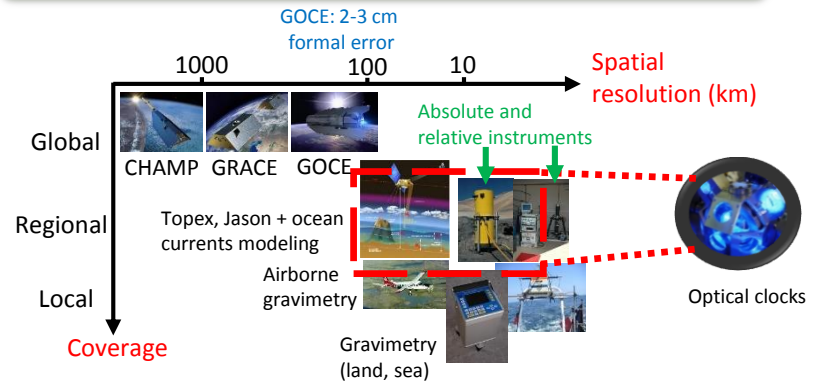 GOCE: 2-3 cm
formal error
1000
100
10
Spatial
resolution (km)
Absolute and
relative instruments
Global
CHAMP
GRACE
GOCE
Regional
Topex, Jason + ocean
currents modeling
Airborne
gravimetry
Local
Optical clocks
Coverage
Gravimetry
(land, sea)